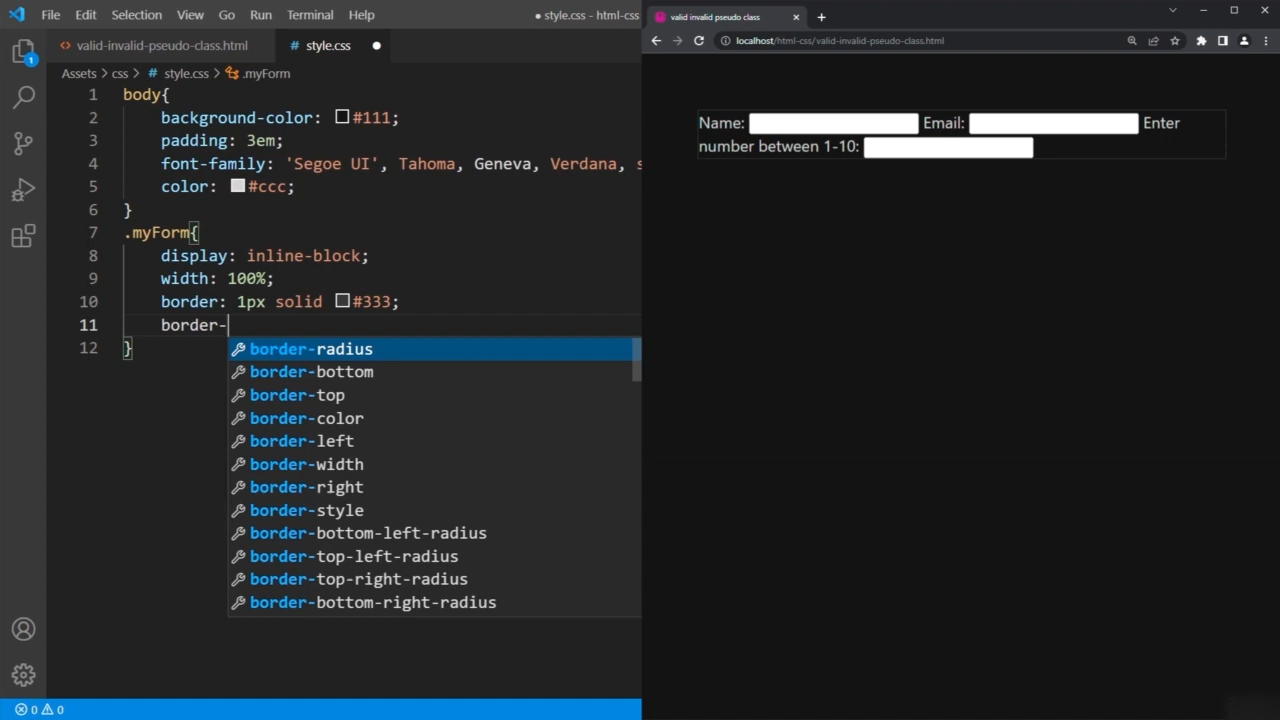 File Edit Selection View Go Run Terminal Help ● style.css - html-css
valid-invalid-pseudo-class.html # style.css ●
Assets > css > # style.css > .myForm
1 body{
2 background-color: #111;
3 padding: 3em;
4 font-family: 'Segoe UI', Tahoma, Geneva, Verdana, s
5 color: #ccc;
6 }
7 .myForm{
8 display: inline-block;
9 width: 100%;
10 border: 1px solid #333;
11 border-
12 }
border-radius
border-bottom
border-top
border-color
border-left
border-width
border-right
border-style
border-bottom-left-radius
border-top-left-radius
border-top-right-radius
border-bottom-right-radius
1
0 0
valid invalid pseudo class
localhost/html-css/valid-invalid-pseudo-class.html
Name: Email: Enter
number between 1-10: